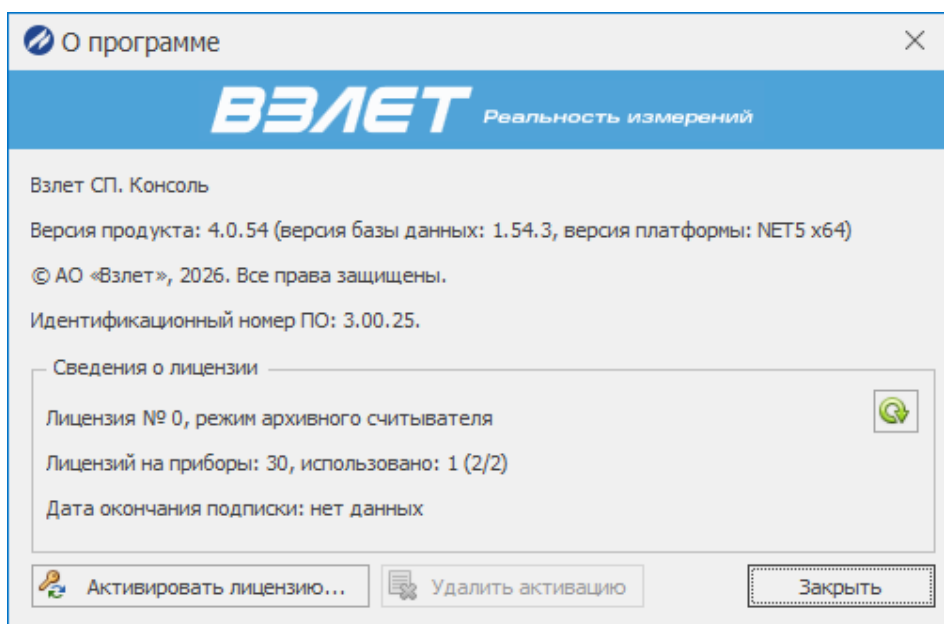 О программе
ВЗЛЕТ Реальность измерений
Взлет СП. Консоль
Версия продукта: 4.0.54 (версия базы данных: 1.54.3, версия платформы: NET5 x64)
© АО «Взлет», 2026. Все права защищены.
Идентификационный номер ПО: 3.00.25.
Сведения о лицензии
Лицензия № 0, режим архивного считывателя
Лицензий на приборы: 30, использовано: 1 (2/2)
Дата окончания подписки: нет данных
Активировать лицензию... Удалить активацию Закрыть